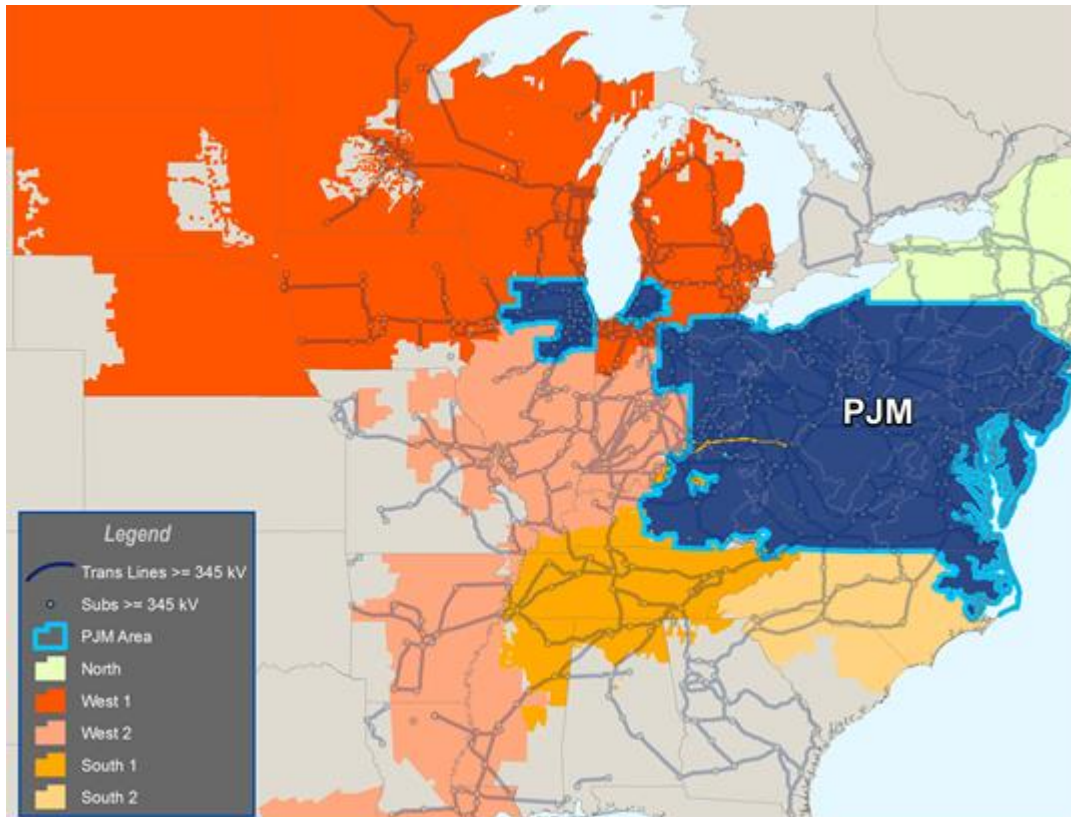 PJM
Legend
Trans Lines >= 345 kV
Subs >= 345 kV
PJM Area
North
West 1
West 2
South 1
South 2